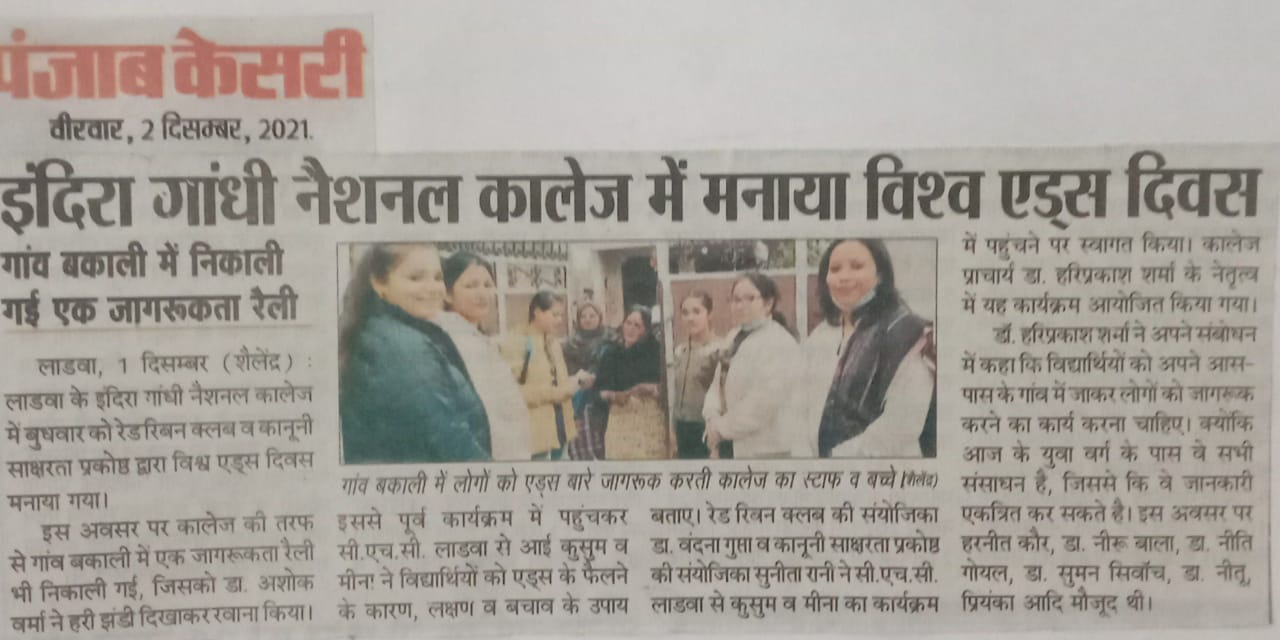 पंजाब केसरी
वीरवार, 2 दिसम्बर, 2021.
इंदिरा गांधी नैशनल कालेज में मनाया विश्व एड्स दिवस
गांव बकाली में निकाली
गई एक जागरूकता रैली
लाडवा, 1 दिसम्बर (शैलेंद्र) :
लाडवा के इंदिरा गांधी नैशनल कालेज
में बुधवार को रेड रिबन क्लब व कानूनी
साक्षरता प्रकोष्ठ द्वारा विश्व एड्स दिवस
मनाया गया।
इस अवसर पर कालेज की तरफ
से गांव बकाली में एक जागरूकता रैली
भी निकाली गई, जिसको डा. अशोक
वर्मा ने हरी झंडी दिखाकर रवाना किया।
गांव बकाली में लोगों को एड्स बारे जागरूक करती कालेज का स्टाफ व बच्चे (शैलेंद्र)
इससे पूर्व कार्यक्रम में पहुंचकर
सी.एच.सी. लाडवा से आई कुसुम व
मीना ने विद्यार्थियों को एड्स के फैलने
के कारण, लक्षण व बचाव के उपाय
बताए। रेड रिबन क्लब की संयोजिका
डा. वंदना गुप्ता व कानूनी साक्षरता प्रकोष्ठ
की संयोजिका सुनीता रानी ने सी.एच.सी.
लाडवा से कुसुम व मीना का कार्यक्रम
में पहुंचने पर स्वागत किया। कालेज
प्राचार्य डा. हरिप्रकाश शर्मा के नेतृत्व
में यह कार्यक्रम आयोजित किया गया।
डॉ. हरिप्रकाश शर्मा ने अपने संबोधन
में कहा कि विद्यार्थियों को अपने आस-
पास के गांव में जाकर लोगों को जागरूक
करने का कार्य करना चाहिए। क्योंकि
आज के युवा वर्ग के पास वे सभी
संसाधन है, जिससे कि वे जानकारी
एकत्रित कर सकते है। इस अवसर पर
हरनीत कौर, डा. नीरू बाला, डा. नीति
गोयल, डा. सुमन सिवॉच, डा. नीतू,
प्रियंका आदि मौजूद थी।